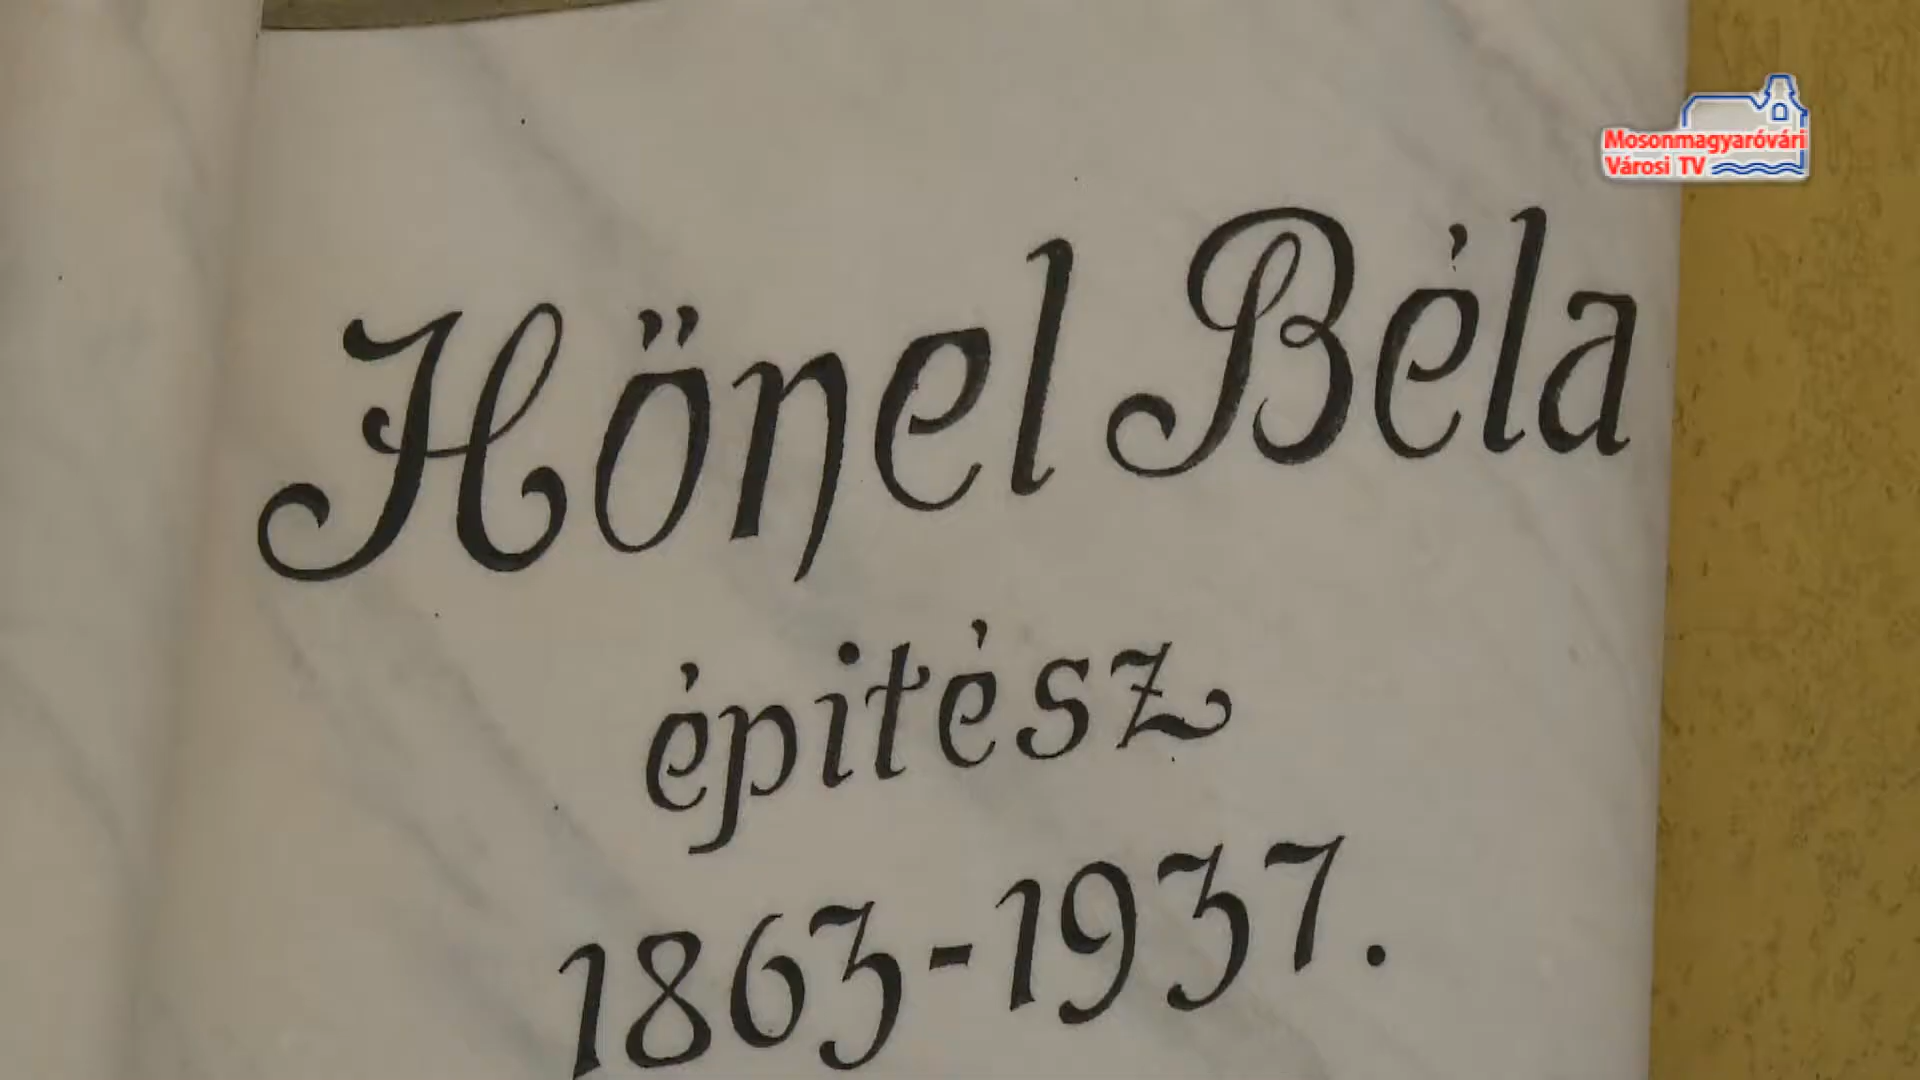 Mosonmagyaróvári
Városi TV
Hönel Béla
épitész
1863-1937.